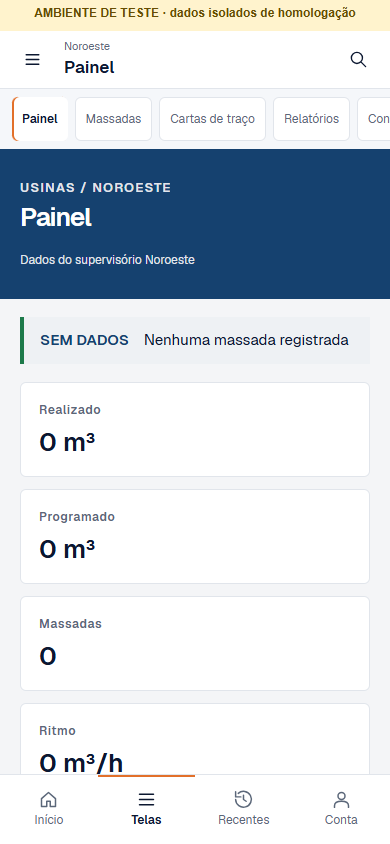 AMBIENTE DE TESTE · dados isolados de homologação
Noroeste
Painel
Painel
Massadas
Cartas de traço
Relatórios
Con
USINAS / NOROESTE
Painel
Dados do supervisório Noroeste
SEM DADOS Nenhuma massada registrada
Realizado
0 m³
Programado
0 m³
Massadas
0
Ritmo
0 m³/h
Início
Telas
Recentes
Conta